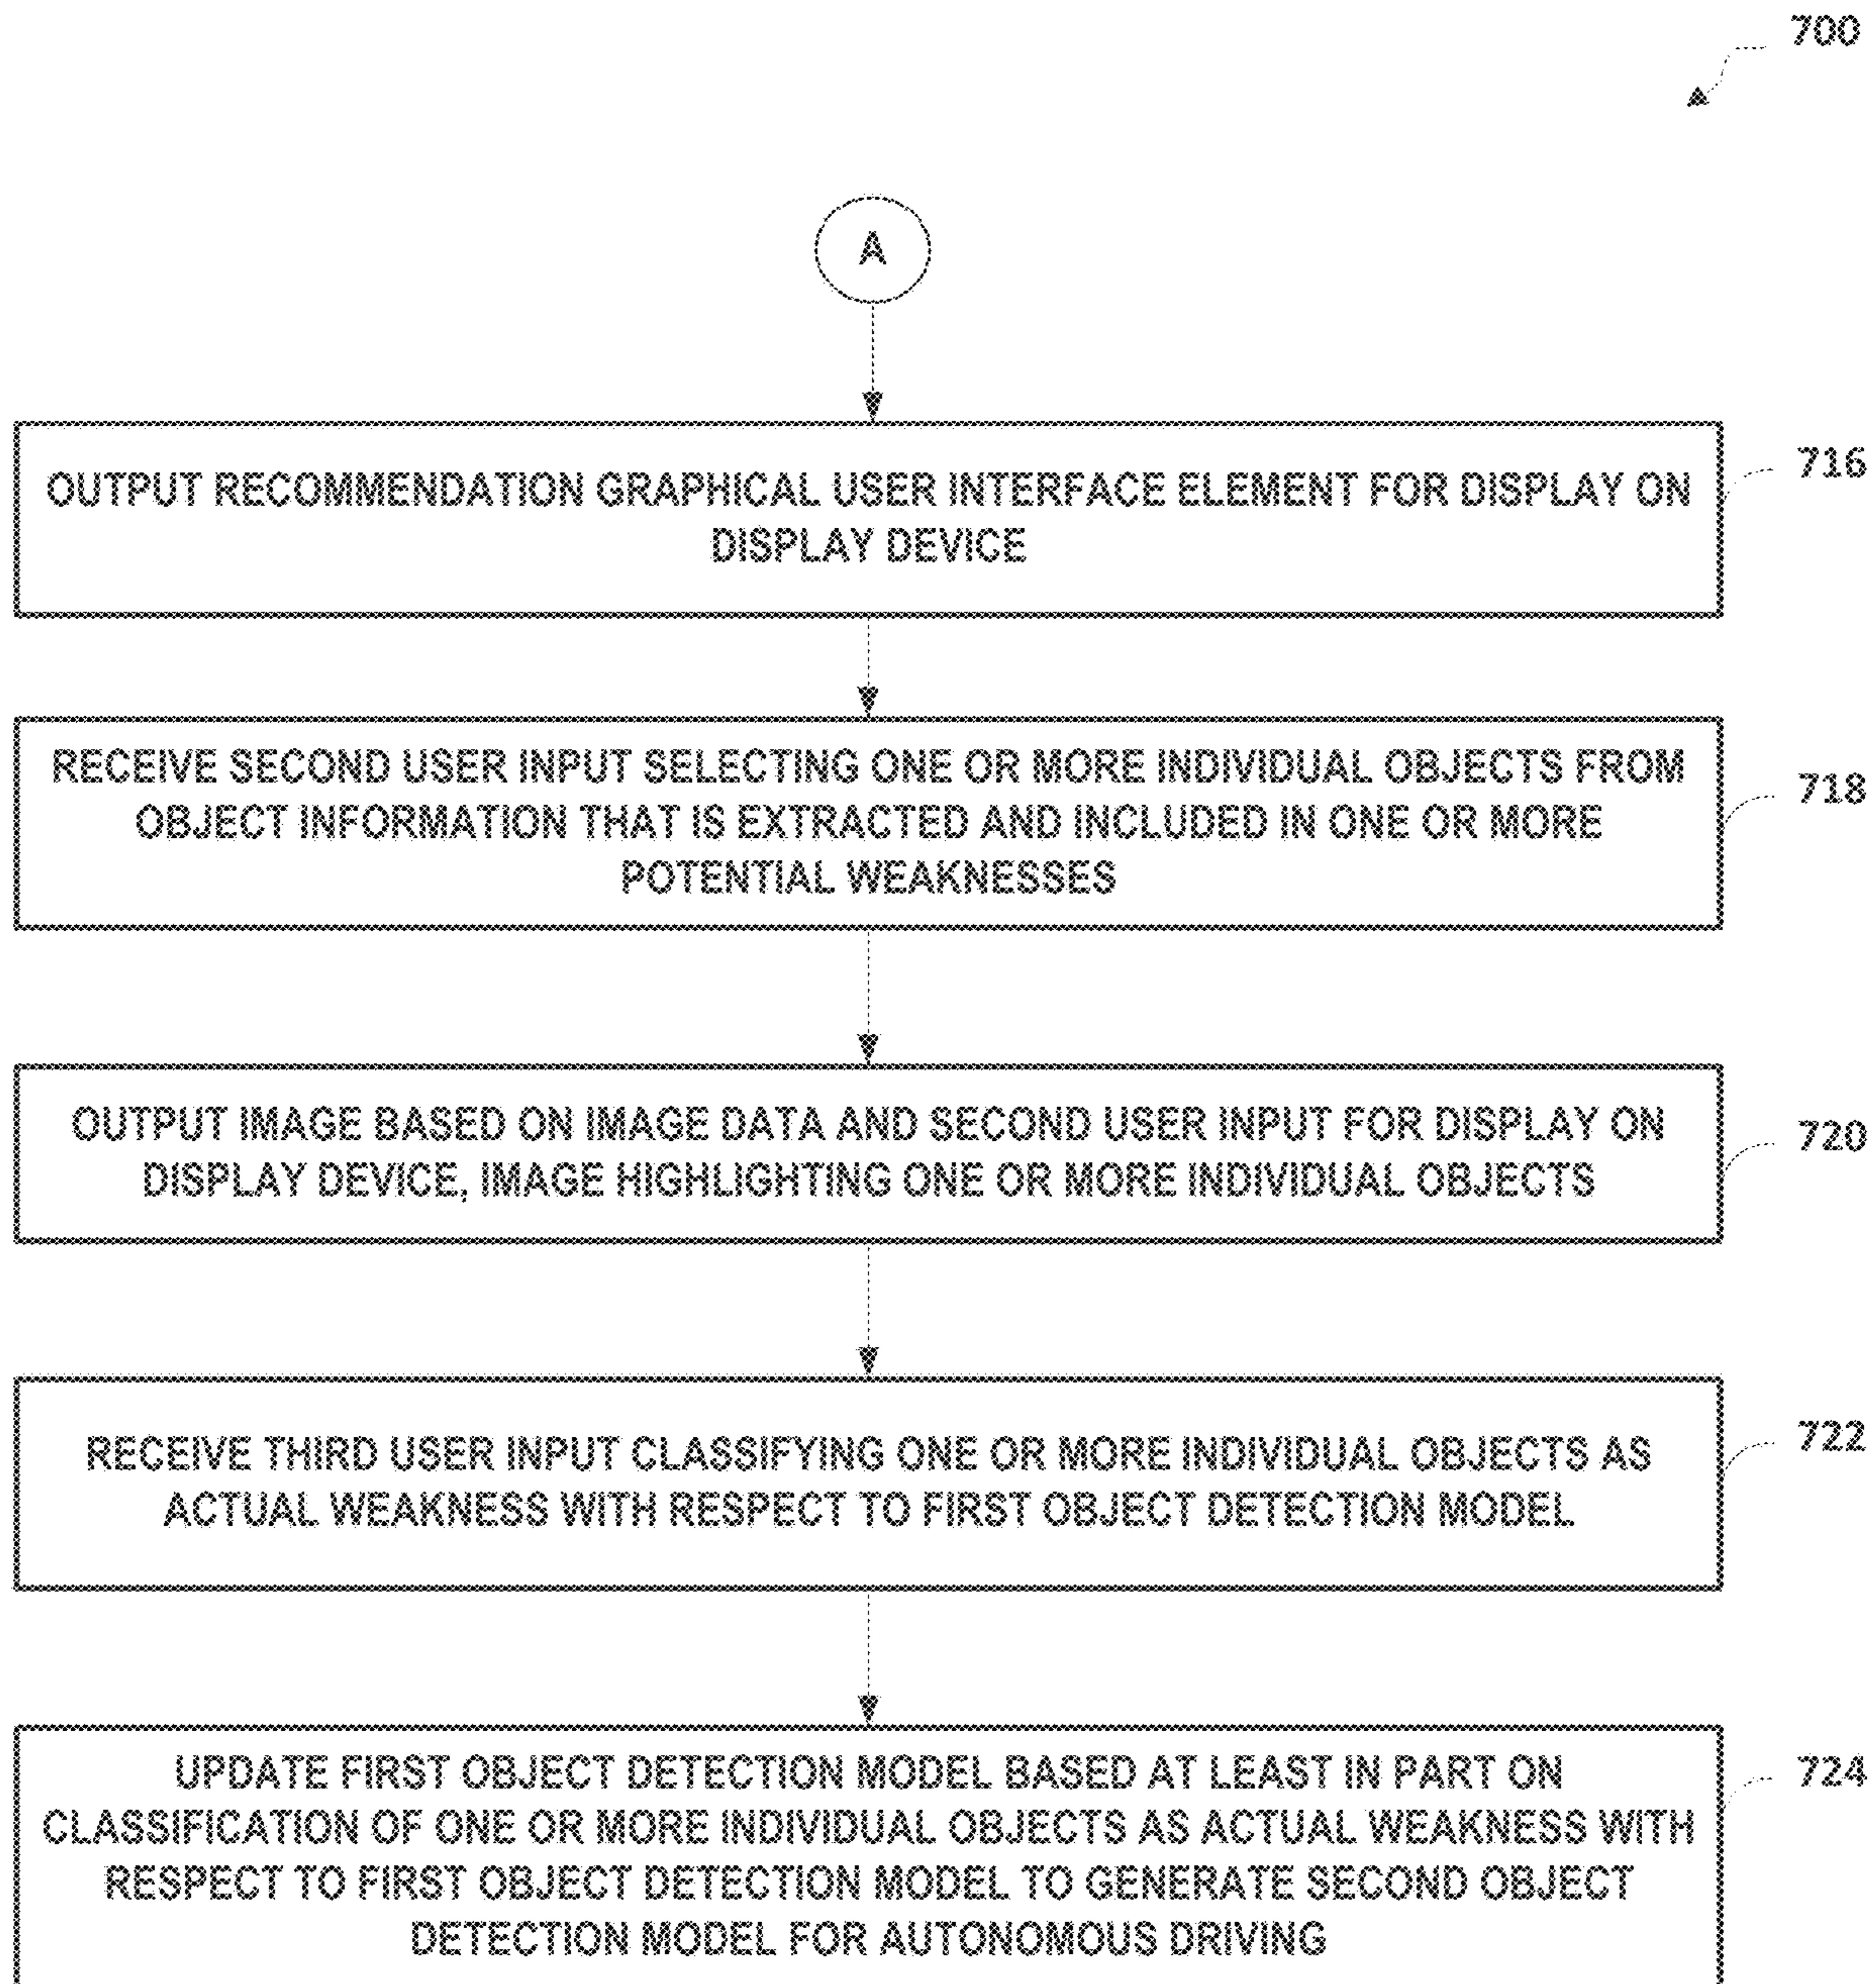 700
A
OUTPUT RECOMMENDATION GRAPHICAL USER INTERFACE ELEMENT FOR DISPLAY ON
DISPLAY DEVICE
716
RECEIVE SECOND USER INPUT SELECTING ONE OR MORE INDIVIDUAL OBJECTS FROM
OBJECT INFORMATION THAT IS EXTRACTED AND INCLUDED IN ONE OR MORE
POTENTIAL WEAKNESSES
718
OUTPUT IMAGE BASED ON IMAGE DATA AND SECOND USER INPUT FOR DISPLAY ON
DISPLAY DEVICE, IMAGE HIGHLIGHTING ONE OR MORE INDIVIDUAL OBJECTS
720
RECEIVE THIRD USER INPUT CLASSIFYING ONE OR MORE INDIVIDUAL OBJECTS AS
ACTUAL WEAKNESS WITH RESPECT TO FIRST OBJECT DETECTION MODEL
722
UPDATE FIRST OBJECT DETECTION MODEL BASED AT LEAST IN PART ON
CLASSIFICATION OF ONE OR MORE INDIVIDUAL OBJECTS AS ACTUAL WEAKNESS WITH
RESPECT TO FIRST OBJECT DETECTION MODEL TO GENERATE SECOND OBJECT
DETECTION MODEL FOR AUTONOMOUS DRIVING
724